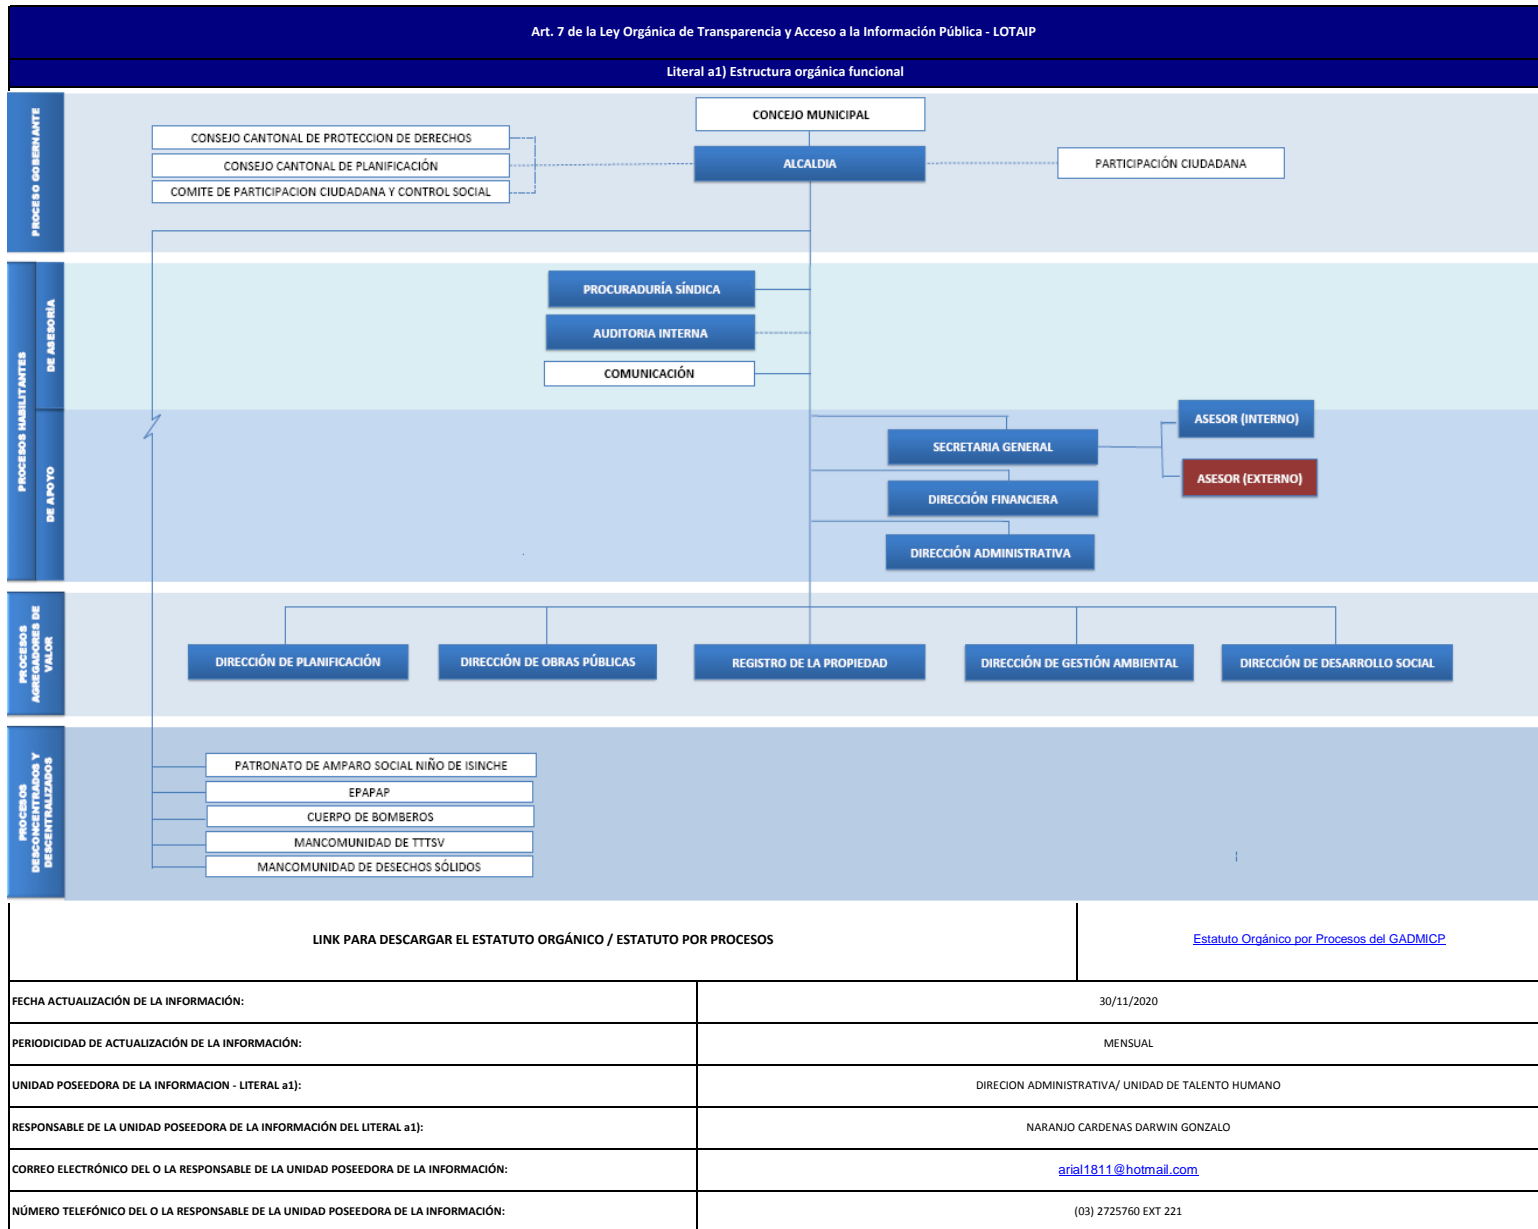 Art. 7 de la Ley Orgánica de Transparencia y Acceso a la Información Pública - LOTAIP
Literal a1) Estructura orgánica funcional
PROCESO GOBERNANTE
CONCEJO MUNICIPAL
CONSEJO CANTONAL DE PROTECCION DE DERECHOS
CONSEJO CANTONAL DE PLANIFICACIÓN
COMITE DE PARTICIPACION CIUDADANA Y CONTROL SOCIAL
ALCALDIA
PARTICIPACIÓN CIUDADANA
PROCESOS HABILITANTES
DE ASESORÍA
PROCURADURÍA SÍNDICA
AUDITORIA INTERNA
COMUNICACIÓN
DE APOYO
SECRETARIA GENERAL
ASESOR (INTERNO)
ASESOR (EXTERNO)
DIRECCIÓN FINANCIERA
DIRECCIÓN ADMINISTRATIVA
PROCESOS
AGREGADORES DE
VALOR
DIRECCIÓN DE PLANIFICACIÓN
DIRECCIÓN DE OBRAS PÚBLICAS
REGISTRO DE LA PROPIEDAD
DIRECCIÓN DE GESTIÓN AMBIENTAL
DIRECCIÓN DE DESARROLLO SOCIAL
PROCESOS
DESCONCENTRADOS Y
DESCENTRALIZADOS
PATRONATO DE AMPARO SOCIAL NIÑO DE ISINCHE
EPAPAP
CUERPO DE BOMBEROS
MANCOMUNIDAD DE TTTSV
MANCOMUNIDAD DE DESECHOS SÓLIDOS
LINK PARA DESCARGAR EL ESTATUTO ORGÁNICO / ESTATUTO POR PROCESOS
Estatuto Orgánico por Procesos del GADMICP
FECHA ACTUALIZACIÓN DE LA INFORMACIÓN:
30/11/2020
PERIODICIDAD DE ACTUALIZACIÓN DE LA INFORMACIÓN:
MENSUAL
UNIDAD POSEEDORA DE LA INFORMACION - LITERAL a1):
DIRECION ADMINISTRATIVA/ UNIDAD DE TALENTO HUMANO
RESPONSABLE DE LA UNIDAD POSEEDORA DE LA INFORMACIÓN DEL LITERAL a1):
NARANJO CARDENAS DARWIN GONZALO
CORREO ELECTRÓNICO DEL O LA RESPONSABLE DE LA UNIDAD POSEEDORA DE LA INFORMACIÓN:
arial1811@hotmail.com
NÚMERO TELEFÓNICO DEL O LA RESPONSABLE DE LA UNIDAD POSEEDORA DE LA INFORMACIÓN:
(03) 2725760 EXT 221